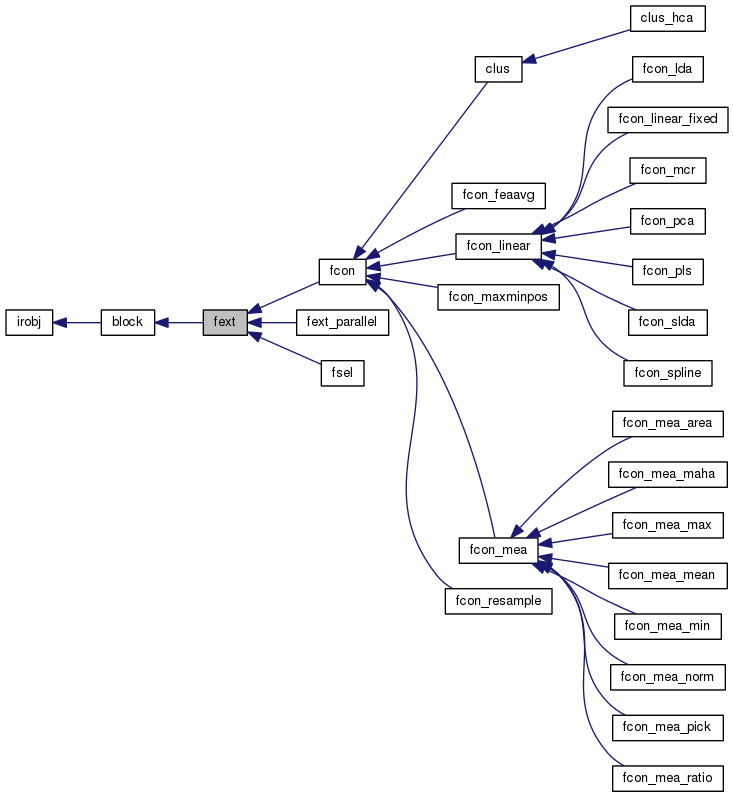 clus_hca
clus
fcon_lda
fcon_linear_fixed
fcon_mcr
fcon_feaavg
fcon_pca
fcon_linear
fcon
fcon_pls
fcon_maxminpos
irobj
block
fext
fext_parallel
fcon_slda
fsel
fcon_spline
fcon_mea_area
fcon_mea_maha
fcon_mea_max
fcon_mea
fcon_mea_mean
fcon_resample
fcon_mea_min
fcon_mea_norm
fcon_mea_pick
fcon_mea_ratio